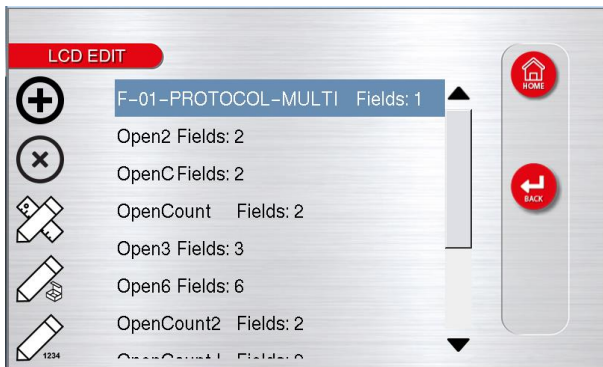 LCD EDIT
F-01-PROTOCOL-MULTI Fields: 1
Open2 Fields: 2
OpenC Fields: 2
OpenCount Fields: 2
Open3 Fields: 3
Open6 Fields: 6
OpenCount2 Fields: 2
1234
HOME
BACK